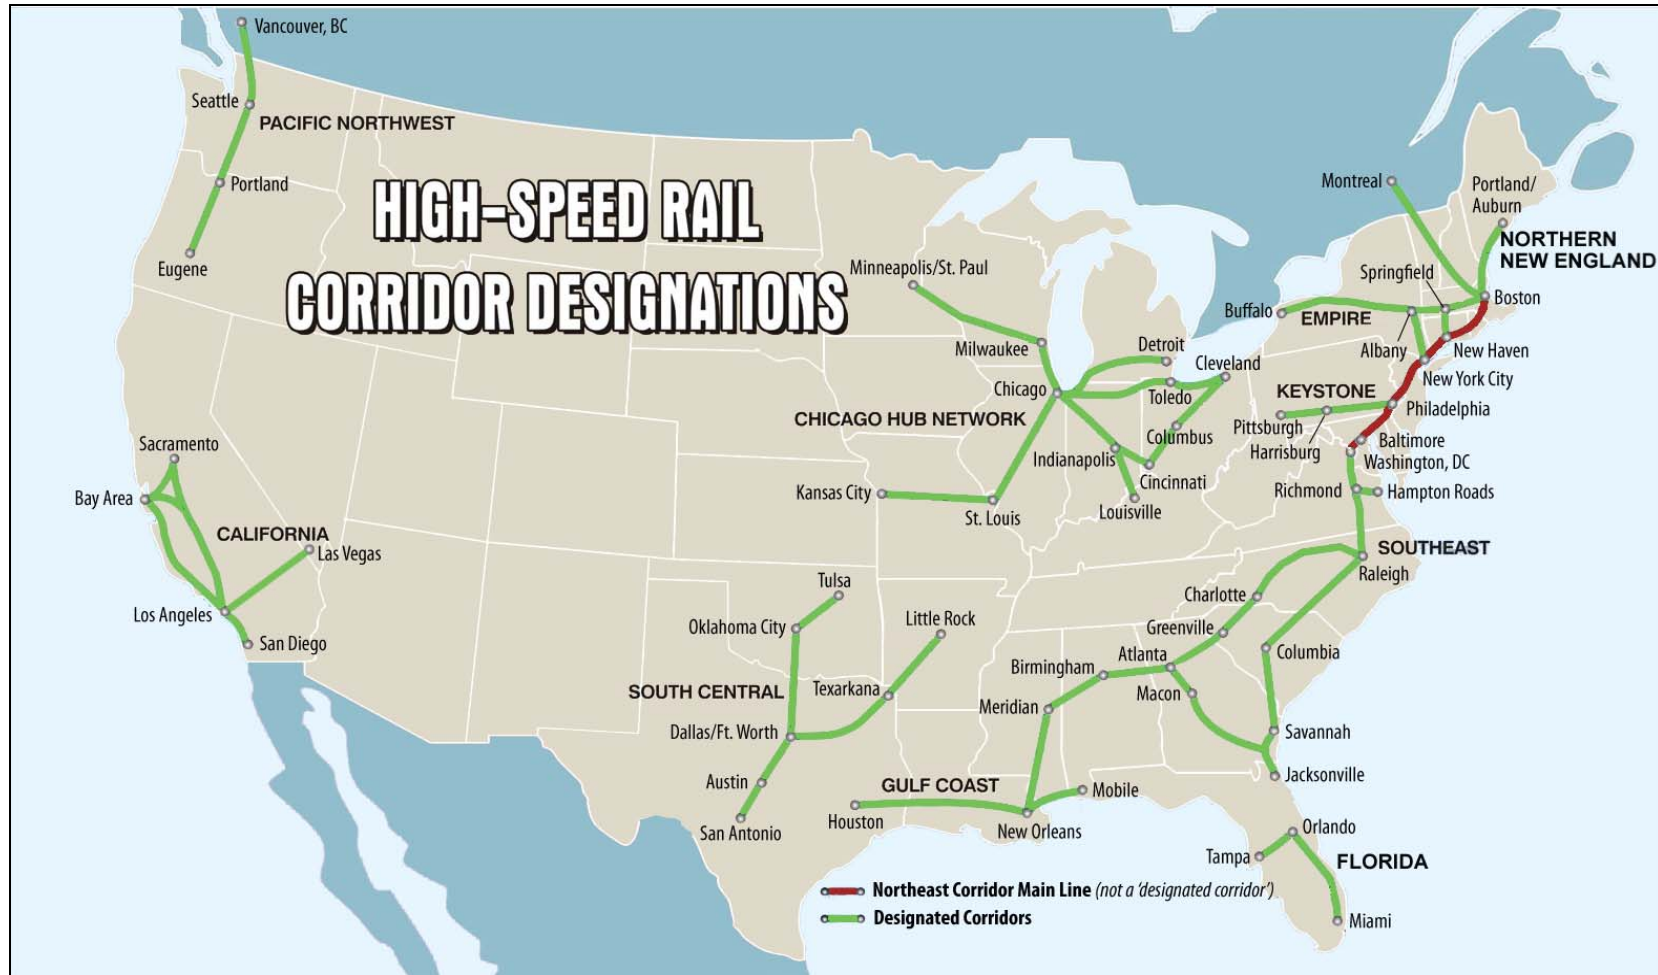 Vancouver, BC
Seattle
PACIFIC NORTHWEST
Portland
Eugene
HIGH-SPEED RAIL
CORRIDOR DESIGNATIONS
Minneapolis/St. Paul
Milwaukee
Chicago
Detroit
Cleveland
Toledo
CHICAGO HUB NETWORK
Columbus
Indianapolis
Cincinnati
Louisville
Kansas City
St. Louis
Montreal
Portland/
Auburn
NORTHERN
NEW ENGLAND
Springfield
Boston
Buffalo
EMPIRE
Albany
New Haven
New York City
KEYSTONE
Philadelphia
Pittsburgh
Harrisburg
Baltimore
Washington, DC
Richmond
Hampton Roads
SOUTHEAST
Raleigh
Charlotte
Greenville
Columbia
Atlanta
Birmingham
Macon
Meridian
Savannah
Jacksonville
Sacramento
Bay Area
CALIFORNIA
Las Vegas
Los Angeles
San Diego
Tulsa
Oklahoma City
Little Rock
SOUTH CENTRAL
Texarkana
Dallas/Ft. Worth
Austin
San Antonio
GULF COAST
Houston
New Orleans
Mobile
Orlando
Tampa
FLORIDA
Miami
Northeast Corridor Main Line (not a 'designated corridor')
Designated Corridors